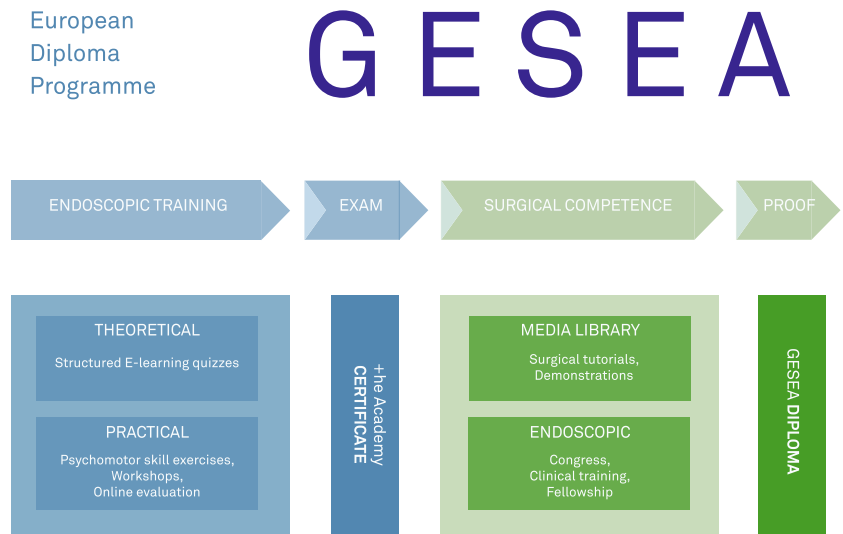 European
Diploma
Programme
GESEA
ENDOSCOPIC TRAINING
EXAM
SURGICAL COMPETENCE
PROOF
THEORETICAL
Structured E-learning quizzes
PRACTICAL
Psychomotor skill exercises,
Workshops,
Online evaluation
+he Academy
CERTIFICATE
MEDIA LIBRARY
Surgical tutorials,
Demonstrations
ENDOSCOPIC
Congress,
Clinical training,
Fellowship
GESEA DIPLOMA